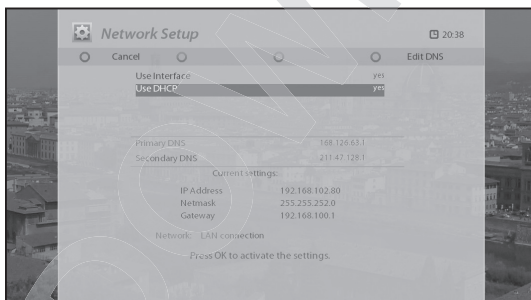 Network Setup 20:38
Cancel Edit DNS
Use Interface yes
Use DHCP yes
Primary DNS 168.126.63.1
Secondary DNS 211.47.128.1
Current settings:
IP Address 192.168.102.80
Netmask 255.255.252.0
Gateway 192.168.100.1
Network: LAN connection
Press OK to activate the settings.